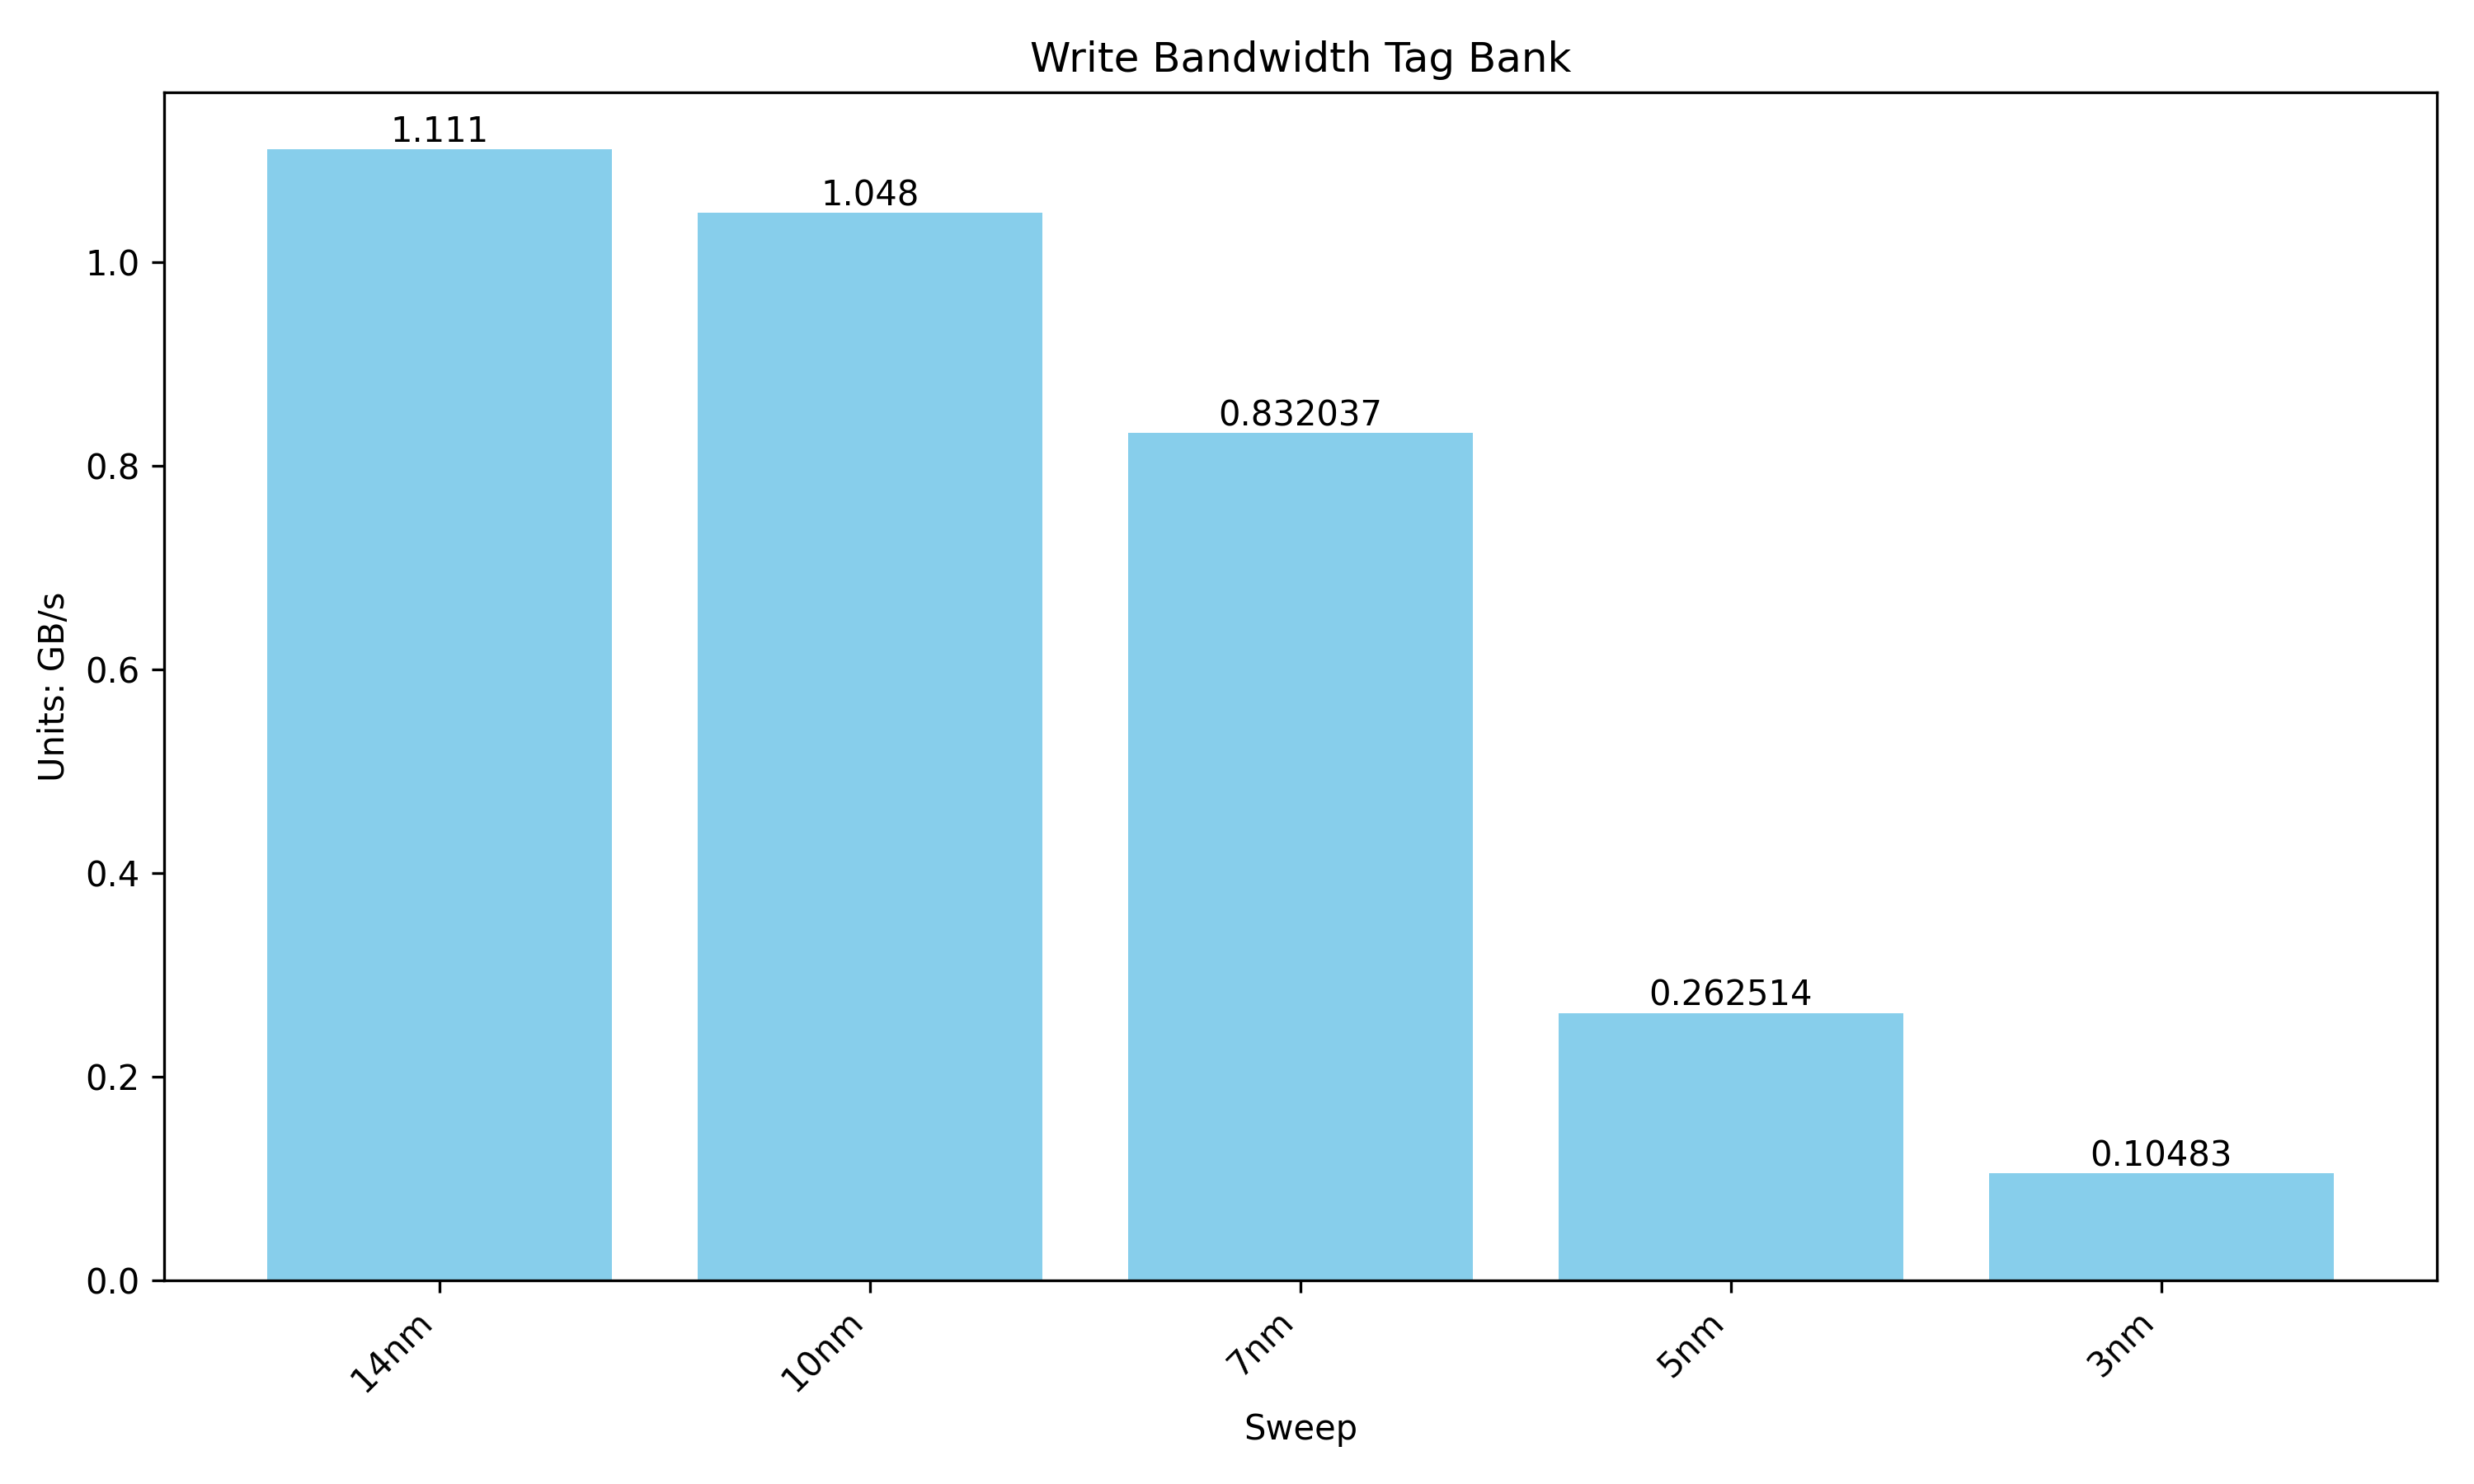 Write Bandwidth Tag Bank
1.111
1.048
0.832037
0.262514
0.10483
1.0
0.8
0.6
0.4
0.2
0.0
Units: GB/s
14nm
10nm
7nm
5nm
3nm
Sweep